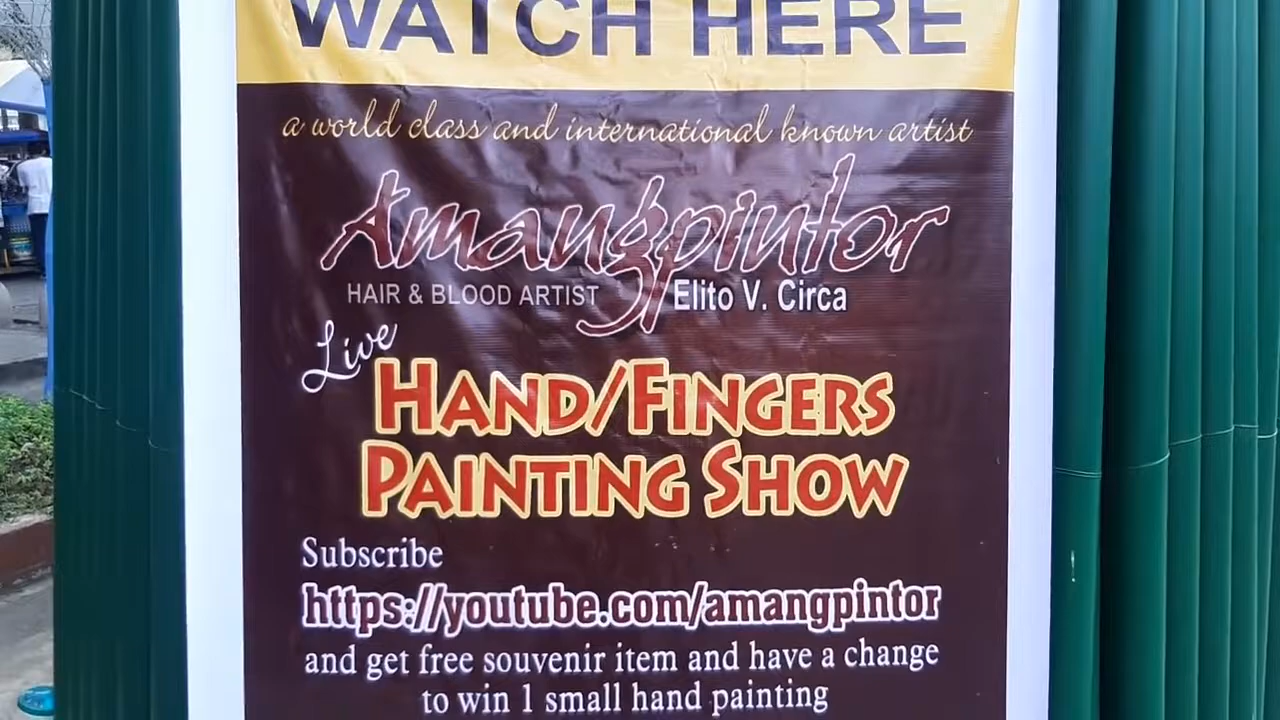 WATCH HERE
a world class and international known artist
Amangpintor
HAIR & BLOOD ARTIST Elito V. Circa
Live
HAND/FINGERS
PAINTING SHOW
Subscribe
https://youtube.com/amangpintor
and get free souvenir item and have a change
to win 1 small hand painting